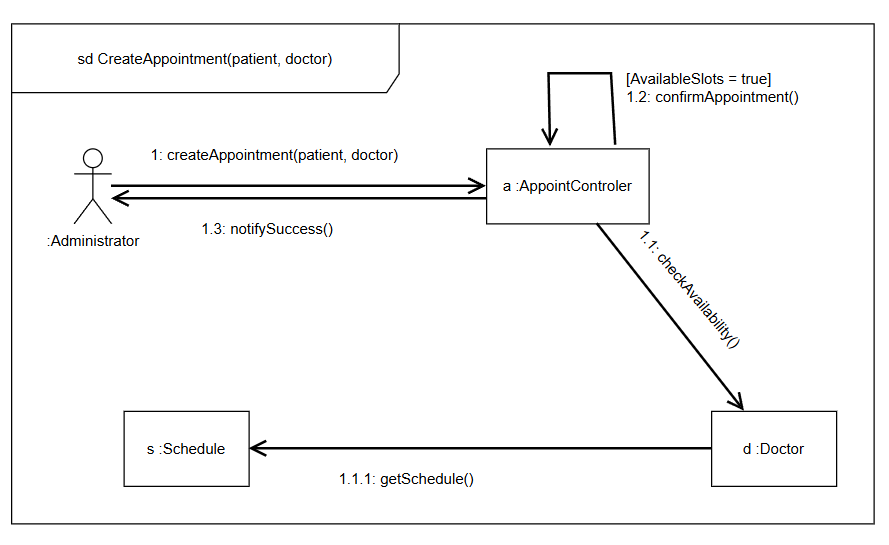 sd CreateAppointment(patient, doctor)
[AvailableSlots = true]
1.2: confirmAppointment()
1: createAppointment(patient, doctor)
a :AppointControler
1.3: notifySuccess()
:Administrator
1.1: checkAvailability()
s :Schedule
d :Doctor
1.1.1: getSchedule()